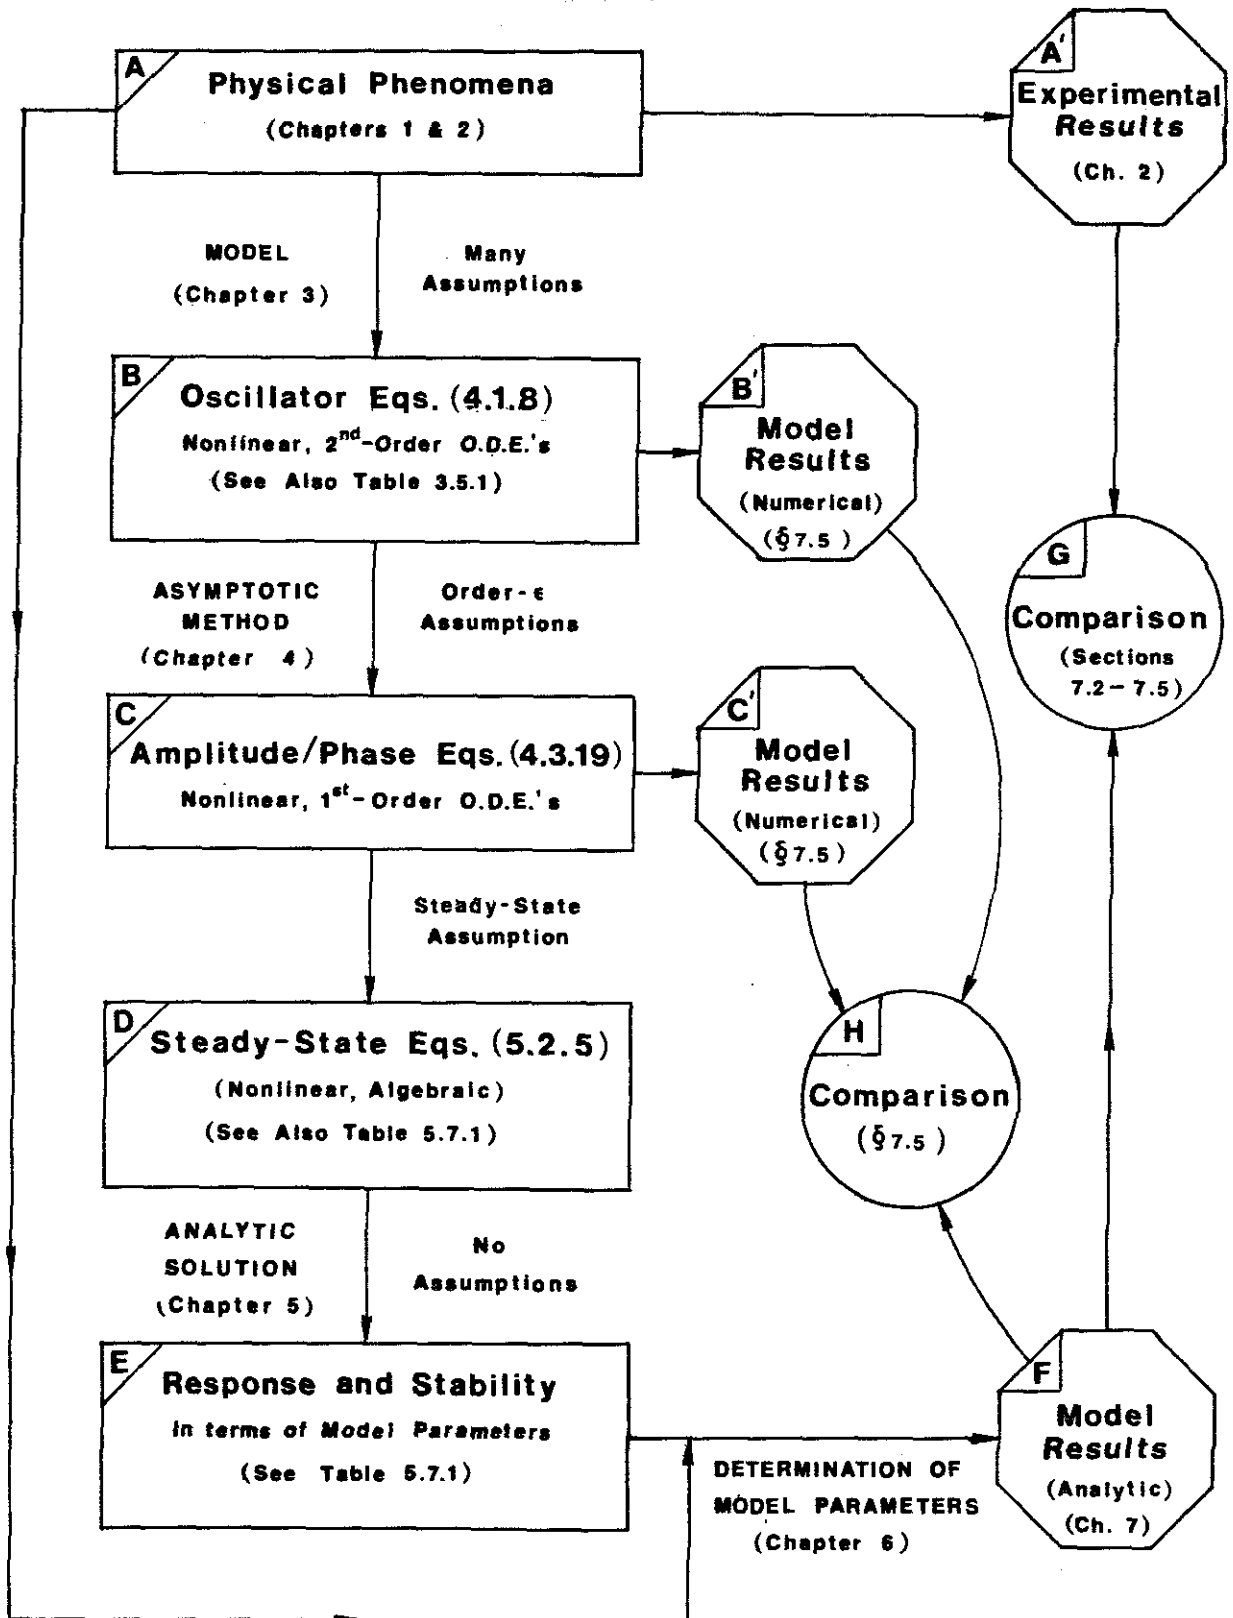 A
Physical Phenomena
(Chapters 1 & 2)
A'
Experimental
Results
(Ch. 2)
MODEL
(Chapter 3)
Many
Assumptions
B
Oscillator Eqs. (4.1.8)
Nonlinear, 2nd-Order O.D.E.'s
(See Also Table 3.5.1)
B'
Model
Results
(Numerical)
(§ 7.5)
G
Comparison
(Sections
7.2-7.5)
ASYMPTOTIC
METHOD
(Chapter 4)
Order-ϵ
Assumptions
C
Amplitude/Phase Eqs. (4.3.19)
Nonlinear, 1st-Order O.D.E.'s
C'
Model
Results
(Numerical)
(§ 7.5)
Steady-State
Assumption
D
Steady-State Eqs. (5.2.5)
(Nonlinear, Algebraic)
(See Also Table 5.7.1)
H
Comparison
(§ 7.5)
ANALYTIC
SOLUTION
(Chapter 5)
No
Assumptions
E
Response and Stability
in terms of Model Parameters
(See Table 5.7.1)
DETERMINATION OF
MODEL PARAMETERS
(Chapter 6)
F
Model
Results
(Analytic)
(Ch. 7)